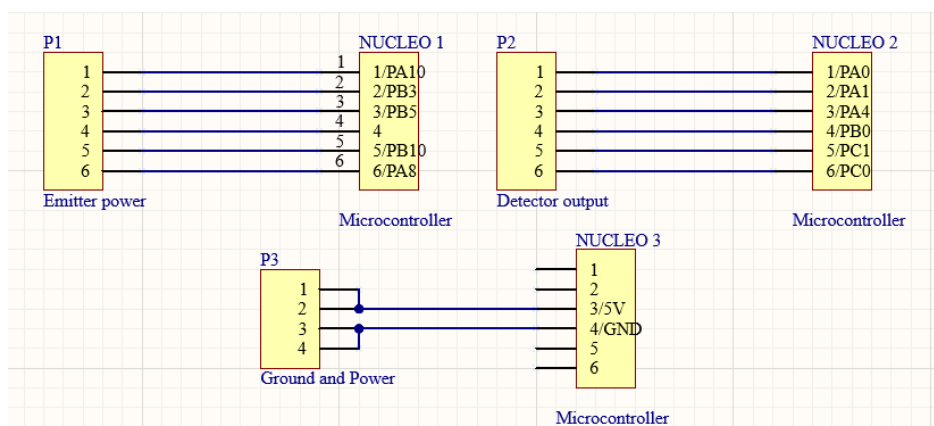 P1
NUCLEO 1
1
2
3
4
5
6
1
2
3
4
5
6
1/PA10
2/PB3
3/PB5
4
5/PB10
6/PA8
Emitter power
Microcontroller
P2
NUCLEO 2
1
2
3
4
5
6
1/PA0
2/PA1
3/PA4
4/PB0
5/PC1
6/PC0
Detector output
Microcontroller
P3
NUCLEO 3
1
2
3
4
1
2
3/5V
4/GND
5
6
Ground and Power
Microcontroller